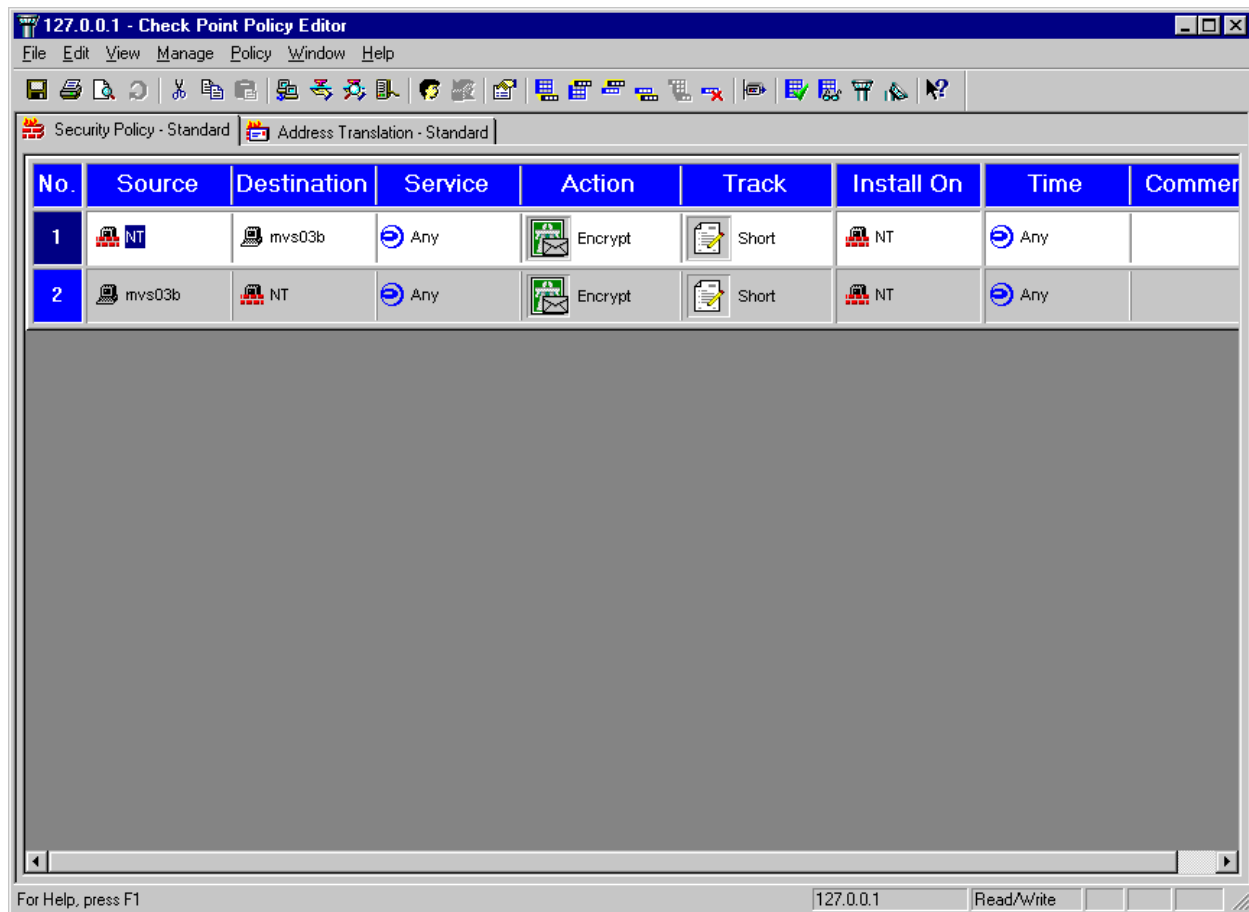 127.0.0.1 - Check Point Policy Editor
File Edit View Manage Policy Window Help
Security Policy - Standard Address Translation - Standard
No. Source Destination Service Action Track Install On Time Commer
1 NT mvs03b Any Encrypt Short NT Any
2 mvs03b NT Any Encrypt Short NT Any
For Help, press F1 127.0.0.1 Read/Write